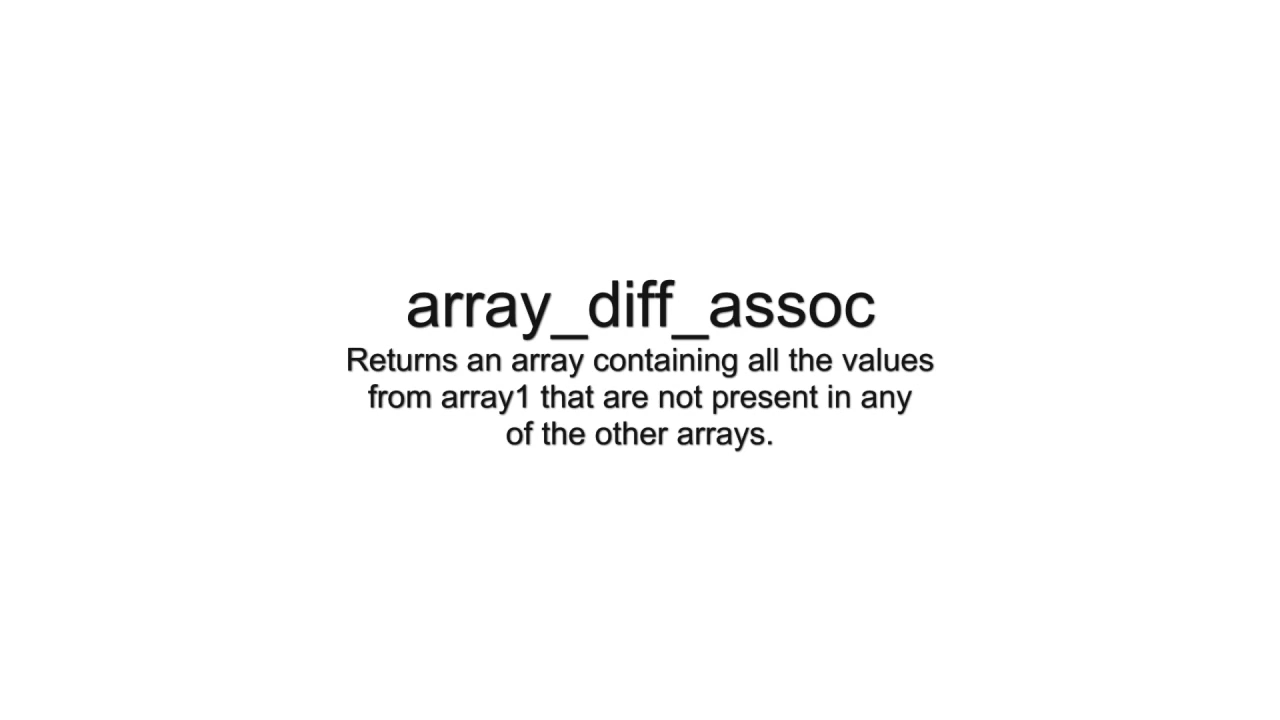 array_diff_assoc
Returns an array containing all the values
from array1 that are not present in any
of the other arrays.